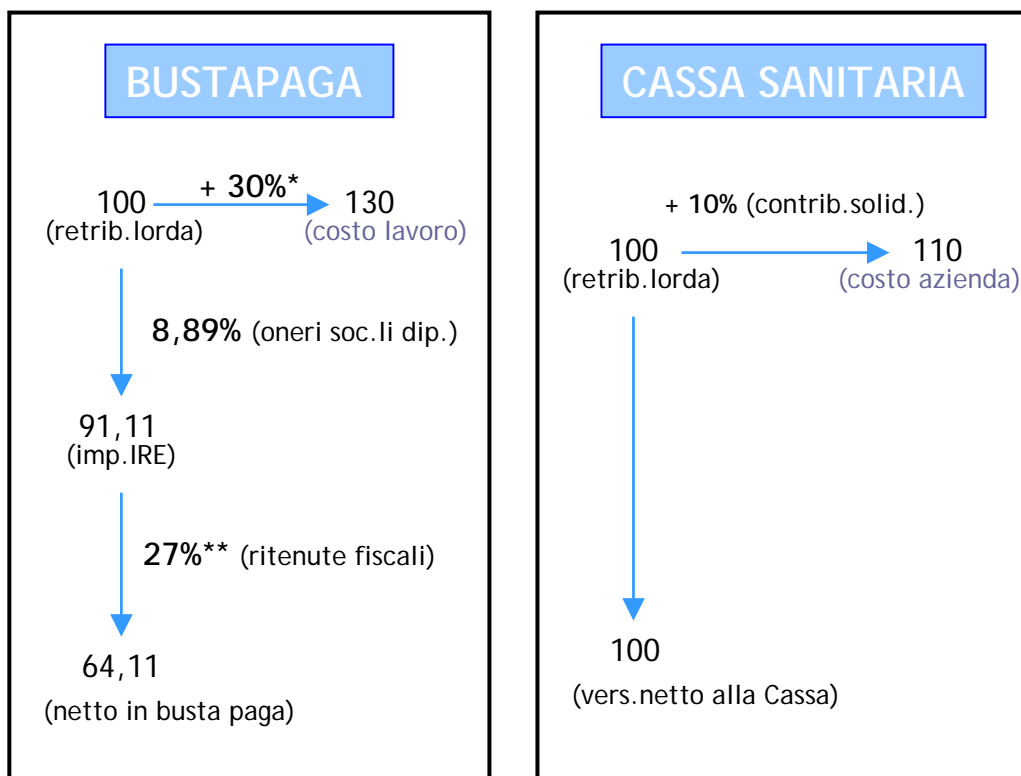 BUSTAPAGA
+ 30%*
100
130
(retrib.lorda)
(costo lavoro)
8,89% (oneri soc.li dip.)
91,11
(imp.IRE)
27%** (ritenute fiscali)
64,11
(netto in busta paga)
CASSA SANITARIA
+ 10% (contrib.solid.)
100
110
(retrib.lorda)
(costo azienda)
100
(vers.netto alla Cassa)